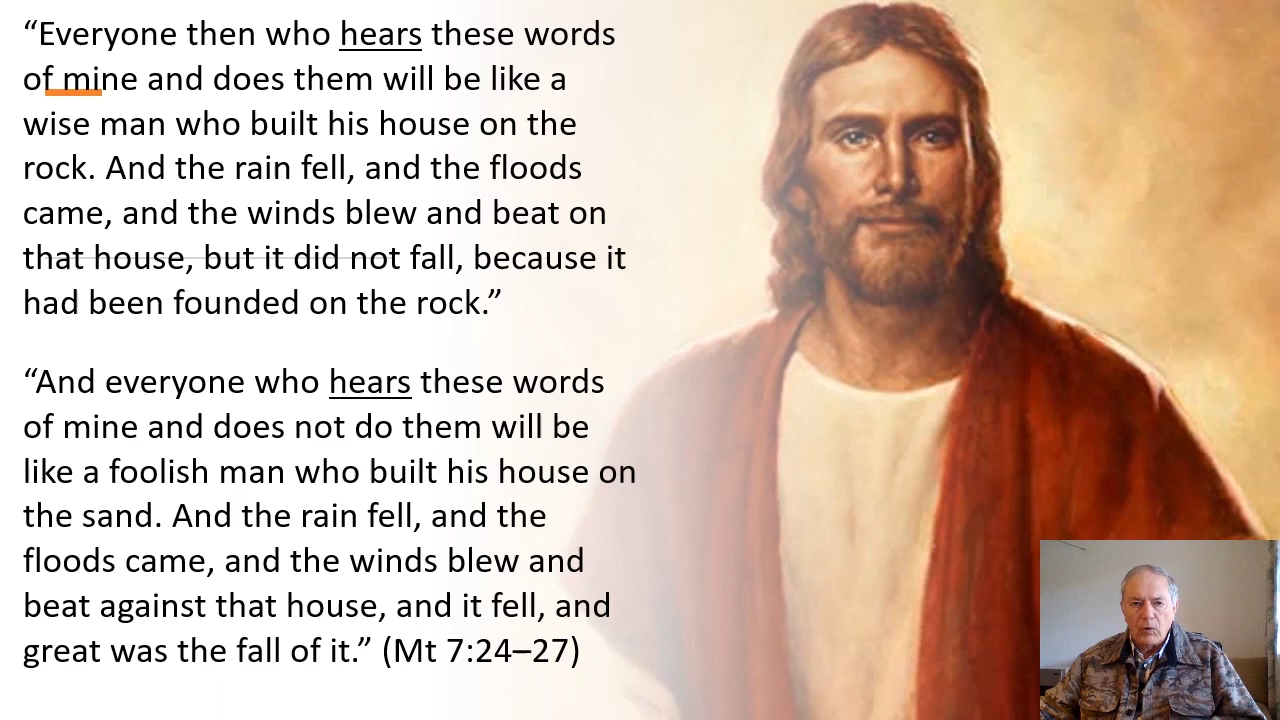 “Everyone then who hears these words
of mine and does them will be like a
wise man who built his house on the
rock. And the rain fell, and the floods
came, and the winds blew and beat on
that house, but it did not fall, because it
had been founded on the rock.”
“And everyone who hears these words
of mine and does not do them will be
like a foolish man who built his house on
the sand. And the rain fell, and the
floods came, and the winds blew and
beat against that house, and it fell, and
great was the fall of it.” (Mt 7:24–27)